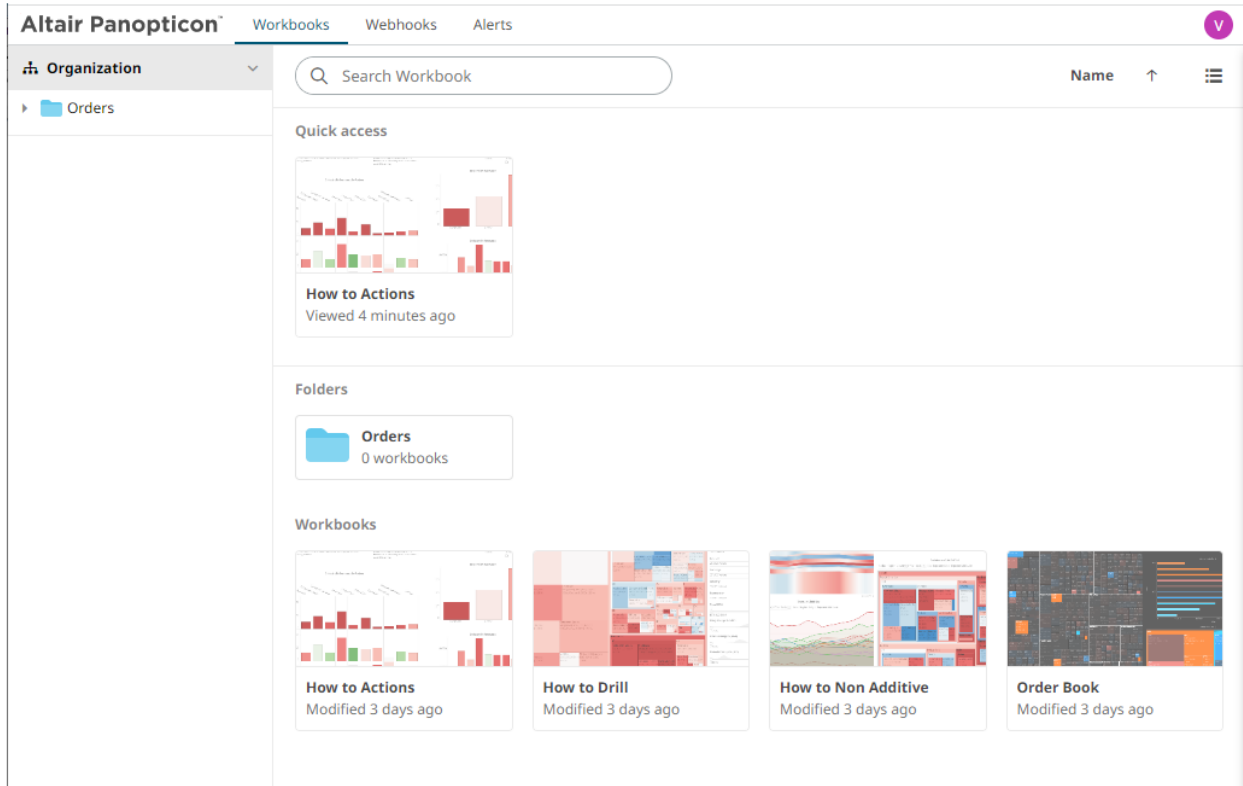 Altair Panopticon™ Workbooks Webhooks Alerts V
Organization
Orders
Search Workbook
Name
Quick access
How to Actions
Viewed 4 minutes ago
Folders
Orders
0 workbooks
Workbooks
How to Actions
Modified 3 days ago
How to Drill
Modified 3 days ago
How to Non Additive
Modified 3 days ago
Order Book
Modified 3 days ago